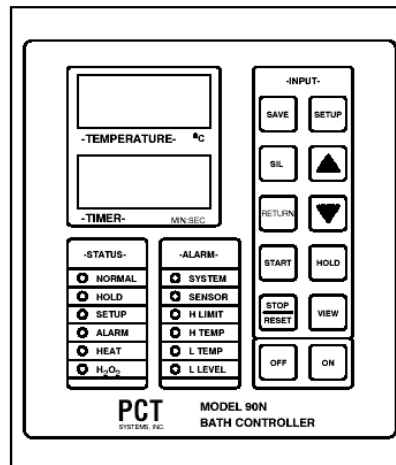 -TEMPERATURE- °C
-TIMER- MIN:SEC
-INPUT-
SAVE SETUP
SIL
RETURN
START HOLD
STOP VIEW
RESET
OFF ON
-STATUS-
NORMAL
HOLD
SETUP
ALARM
HEAT
H₂O₂
-ALARM-
SYSTEM
SENSOR
H LIMIT
H TEMP
L TEMP
L LEVEL
PCT
SYSTEMS, INC.
MODEL 90N
BATH CONTROLLER